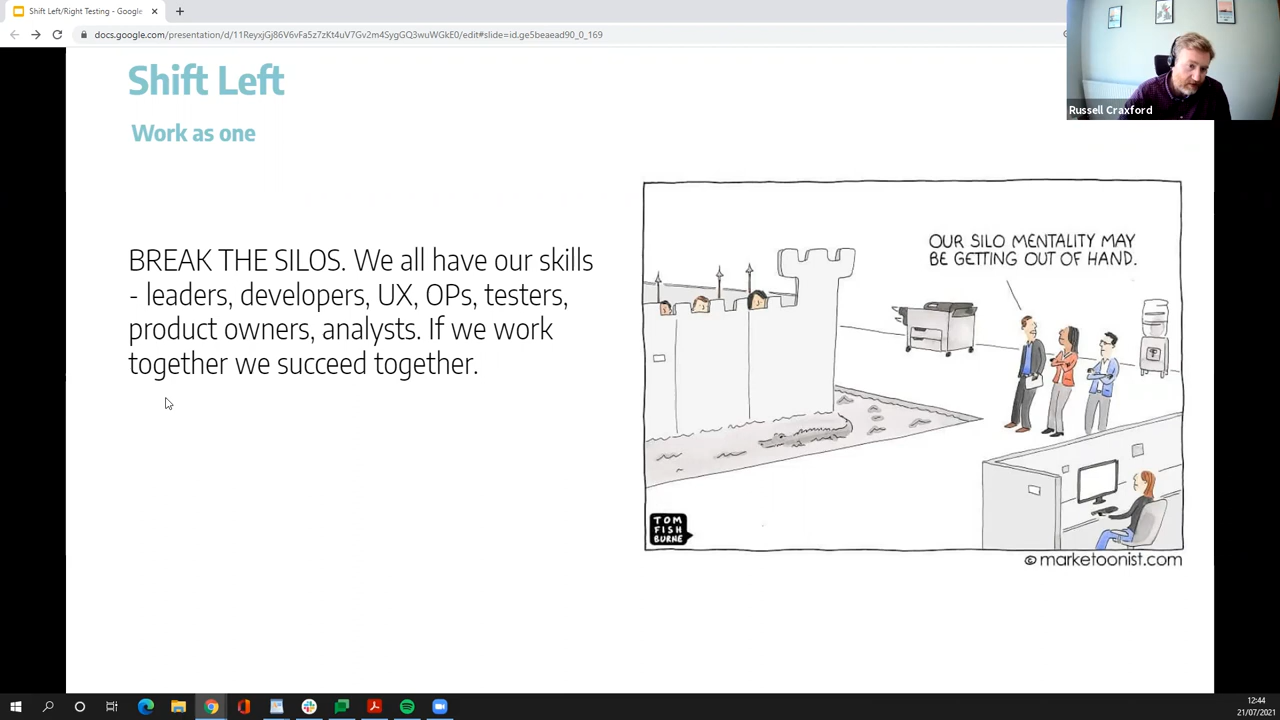 Shift Left/Right Testing - Google
docs.google.com/presentation/d/11ReyxjGj86V6vFa5z7zKt4uV7Gv2m4SygGQ3wuWGkE0/edit#slide=id.ge5beaead90_0_169
Russell Craxford
Shift Left
Work as one
BREAK THE SILOS. We all have our skills
- leaders, developers, UX, OPs, testers,
product owners, analysts. If we work
together we succeed together.
OUR SILO MENTALITY MAY
BE GETTING OUT OF HAND.
TOM
FISH
BURNE
© marketoonist.com
12:44
21/07/2021